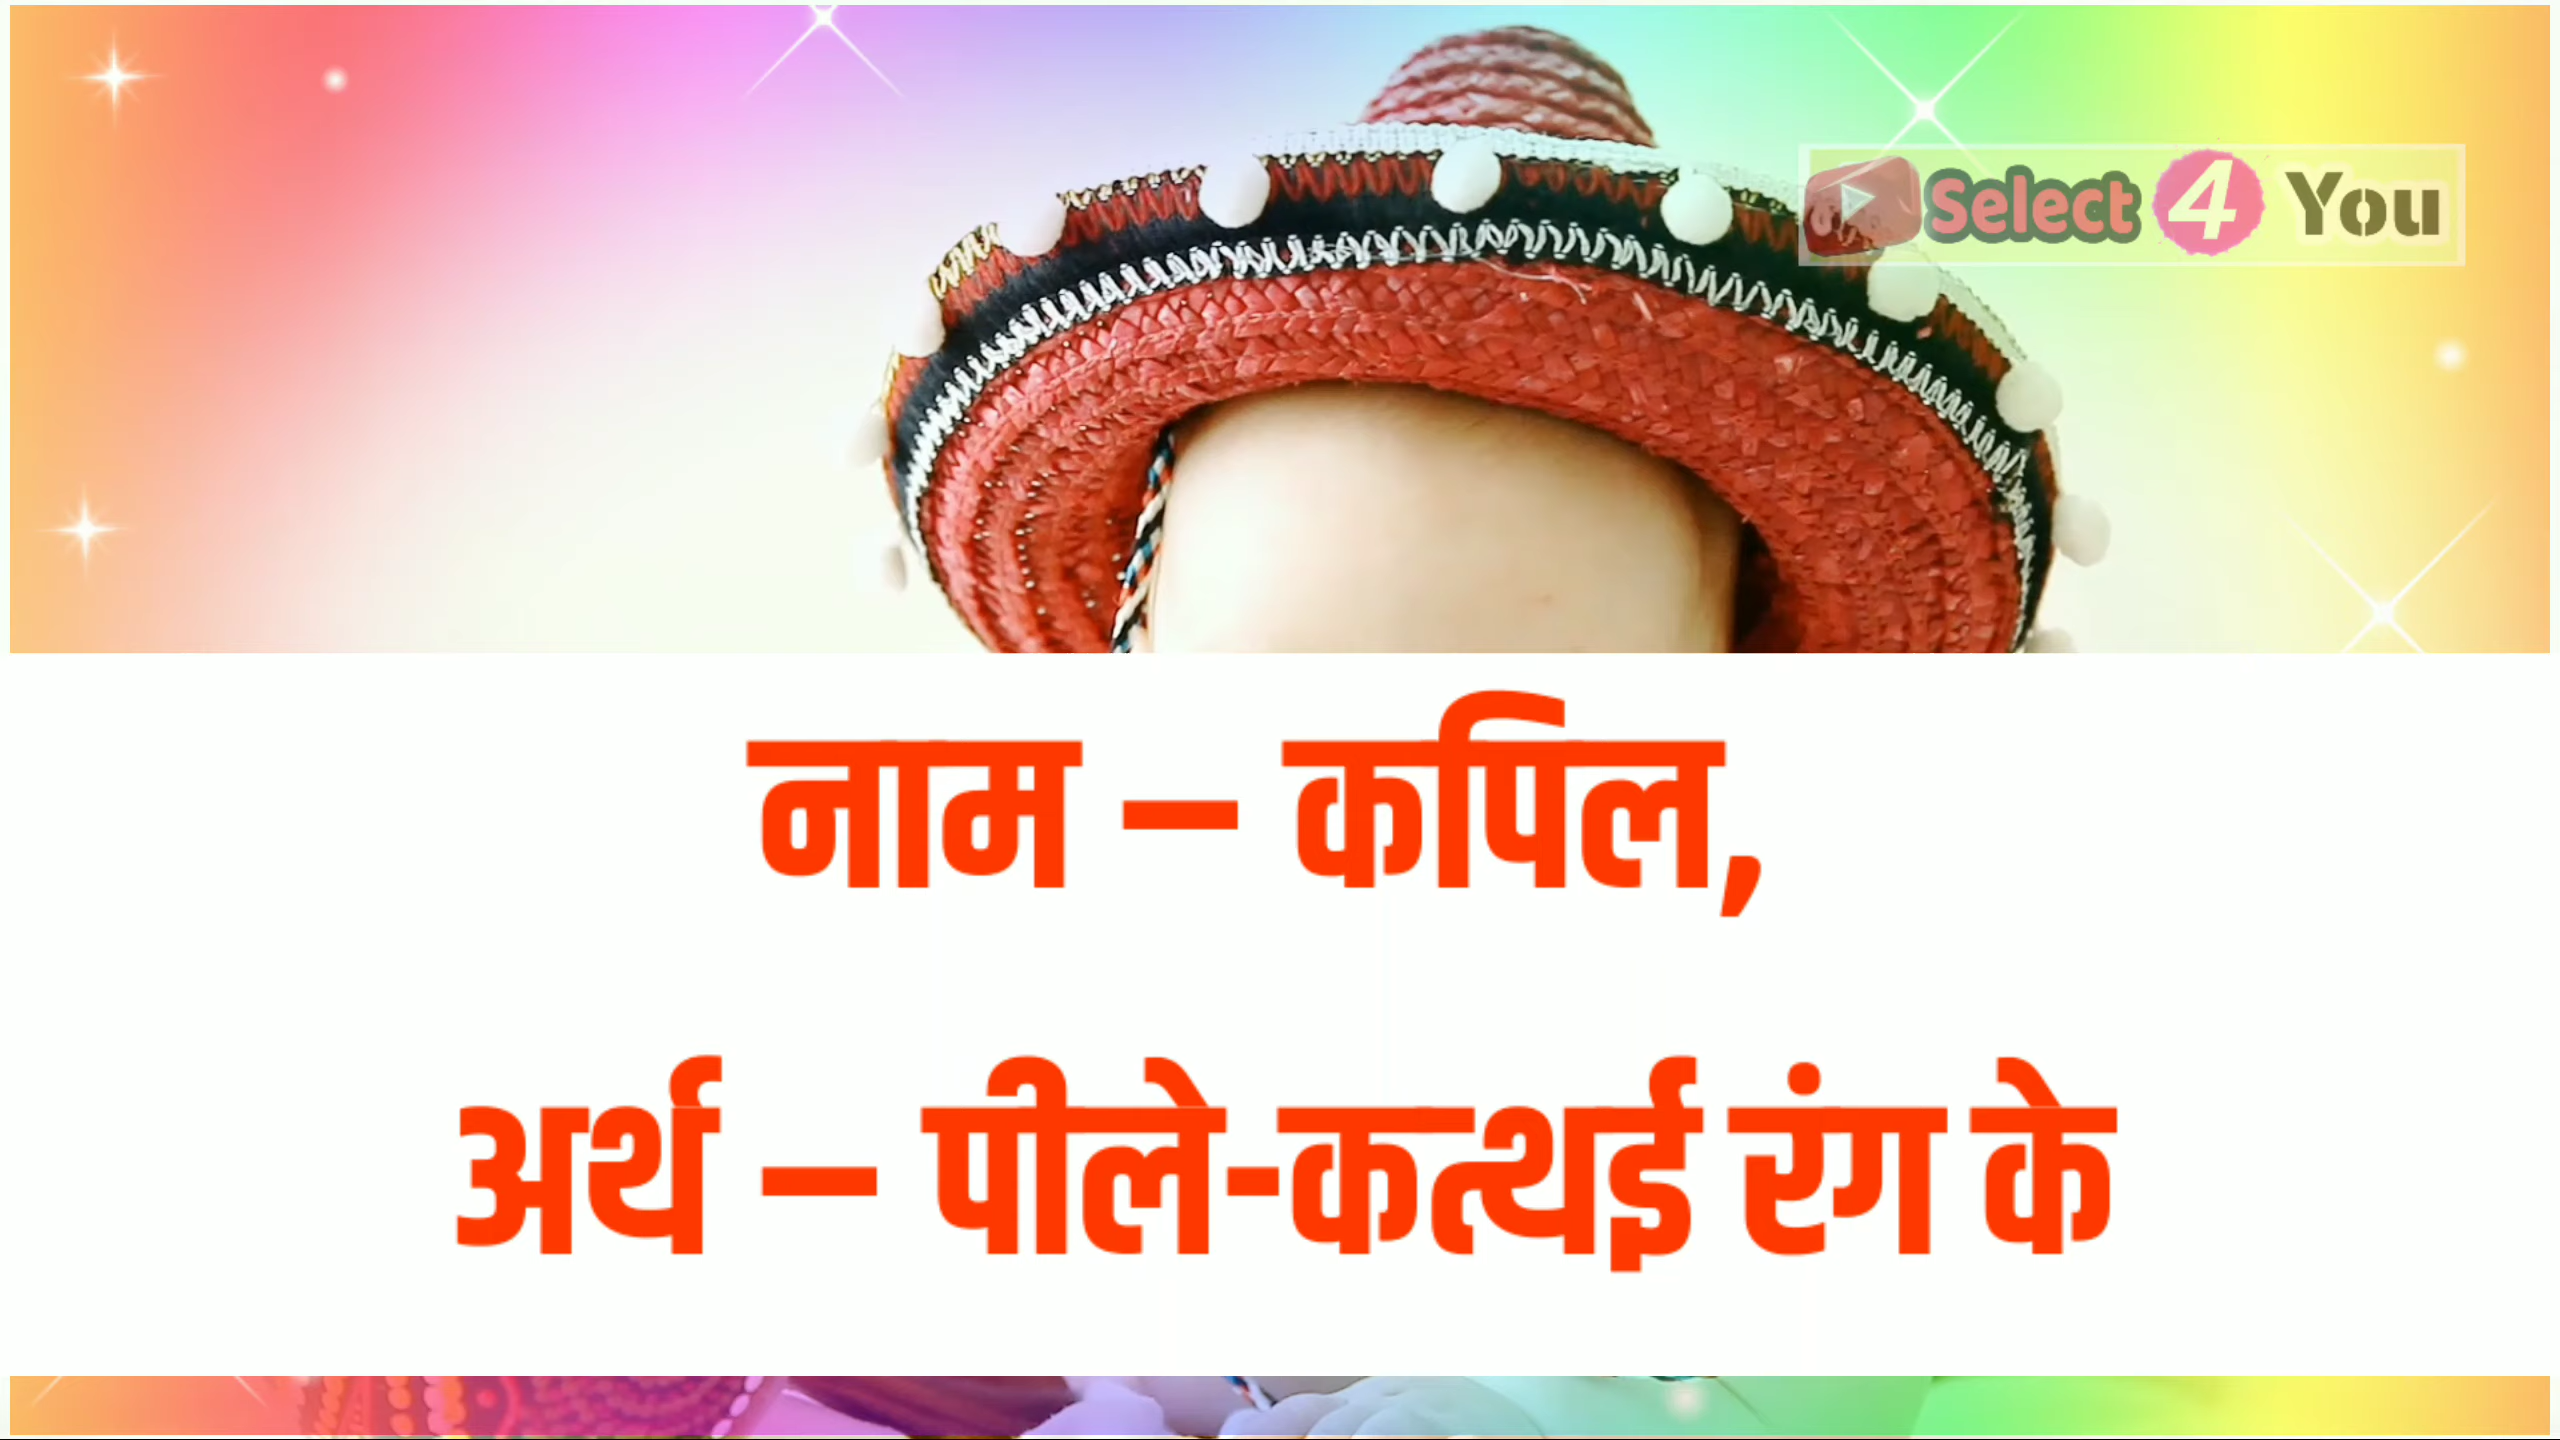 Select 4 You
नाम – कपिल,
अर्थ – पीले-कत्थई रंग के